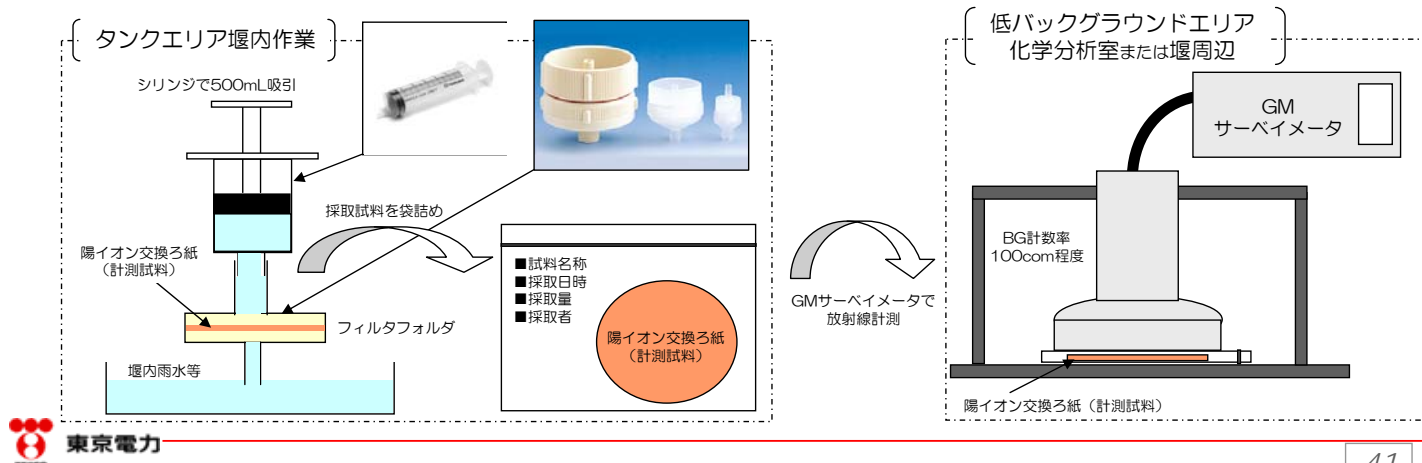 タンクエリア堰内作業
シリンジで500mL吸引
陽イオン交換ろ紙
（計測試料）
フィルタフォルダ
堰内雨水等
採取試料を袋詰め
■試料名称
■採取日時
■採取量
■採取者
陽イオン交換ろ紙
（計測試料）
GMサーベイメータで
放射線計測
低バックグラウンドエリア
化学分析室または堰周辺
GM
サーベイメータ
BG計数率
100com程度
陽イオン交換ろ紙（計測試料）
東京電力
41